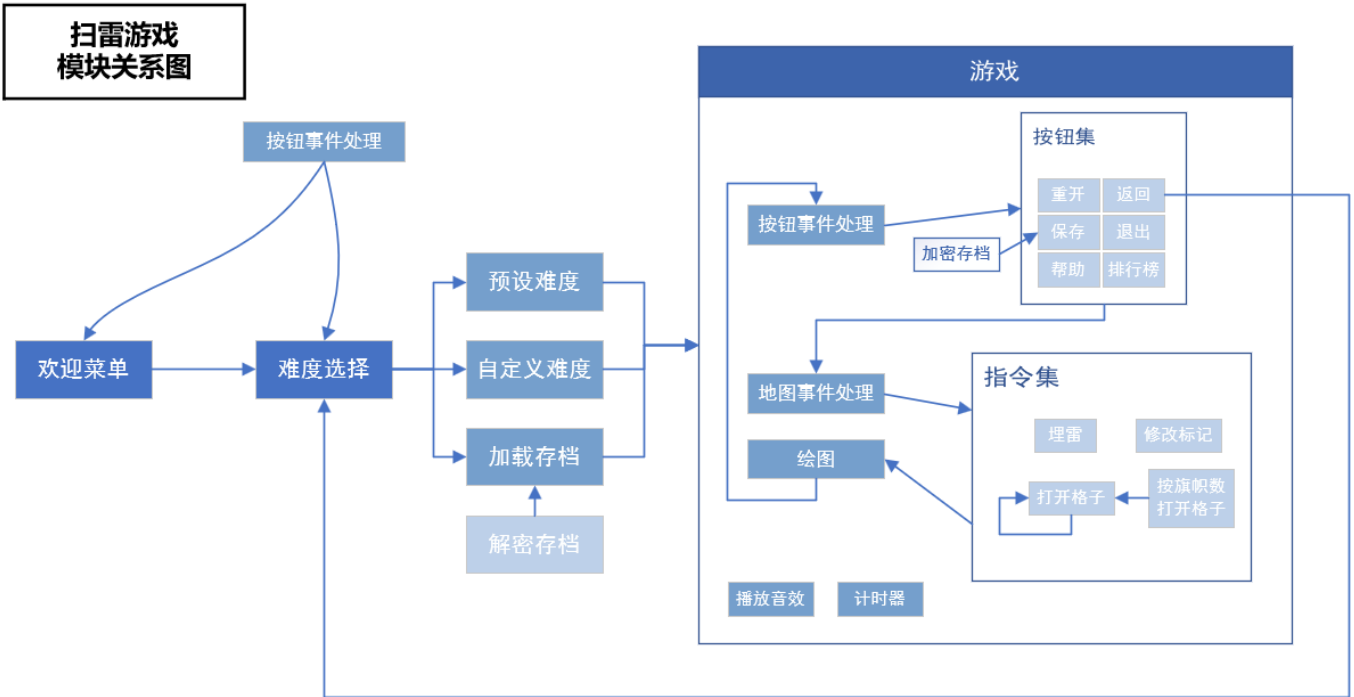 扫雷游戏
模块关系图
按钮事件处理
欢迎菜单
难度选择
预设难度
自定义难度
加载存档
解密存档
游戏
按钮事件处理
加密存档
按钮集
重开
返回
保存
退出
帮助
排行榜
地图事件处理
绘图
指令集
埋雷
修改标记
打开格子
按旗帜数
打开格子
播放音效
计时器